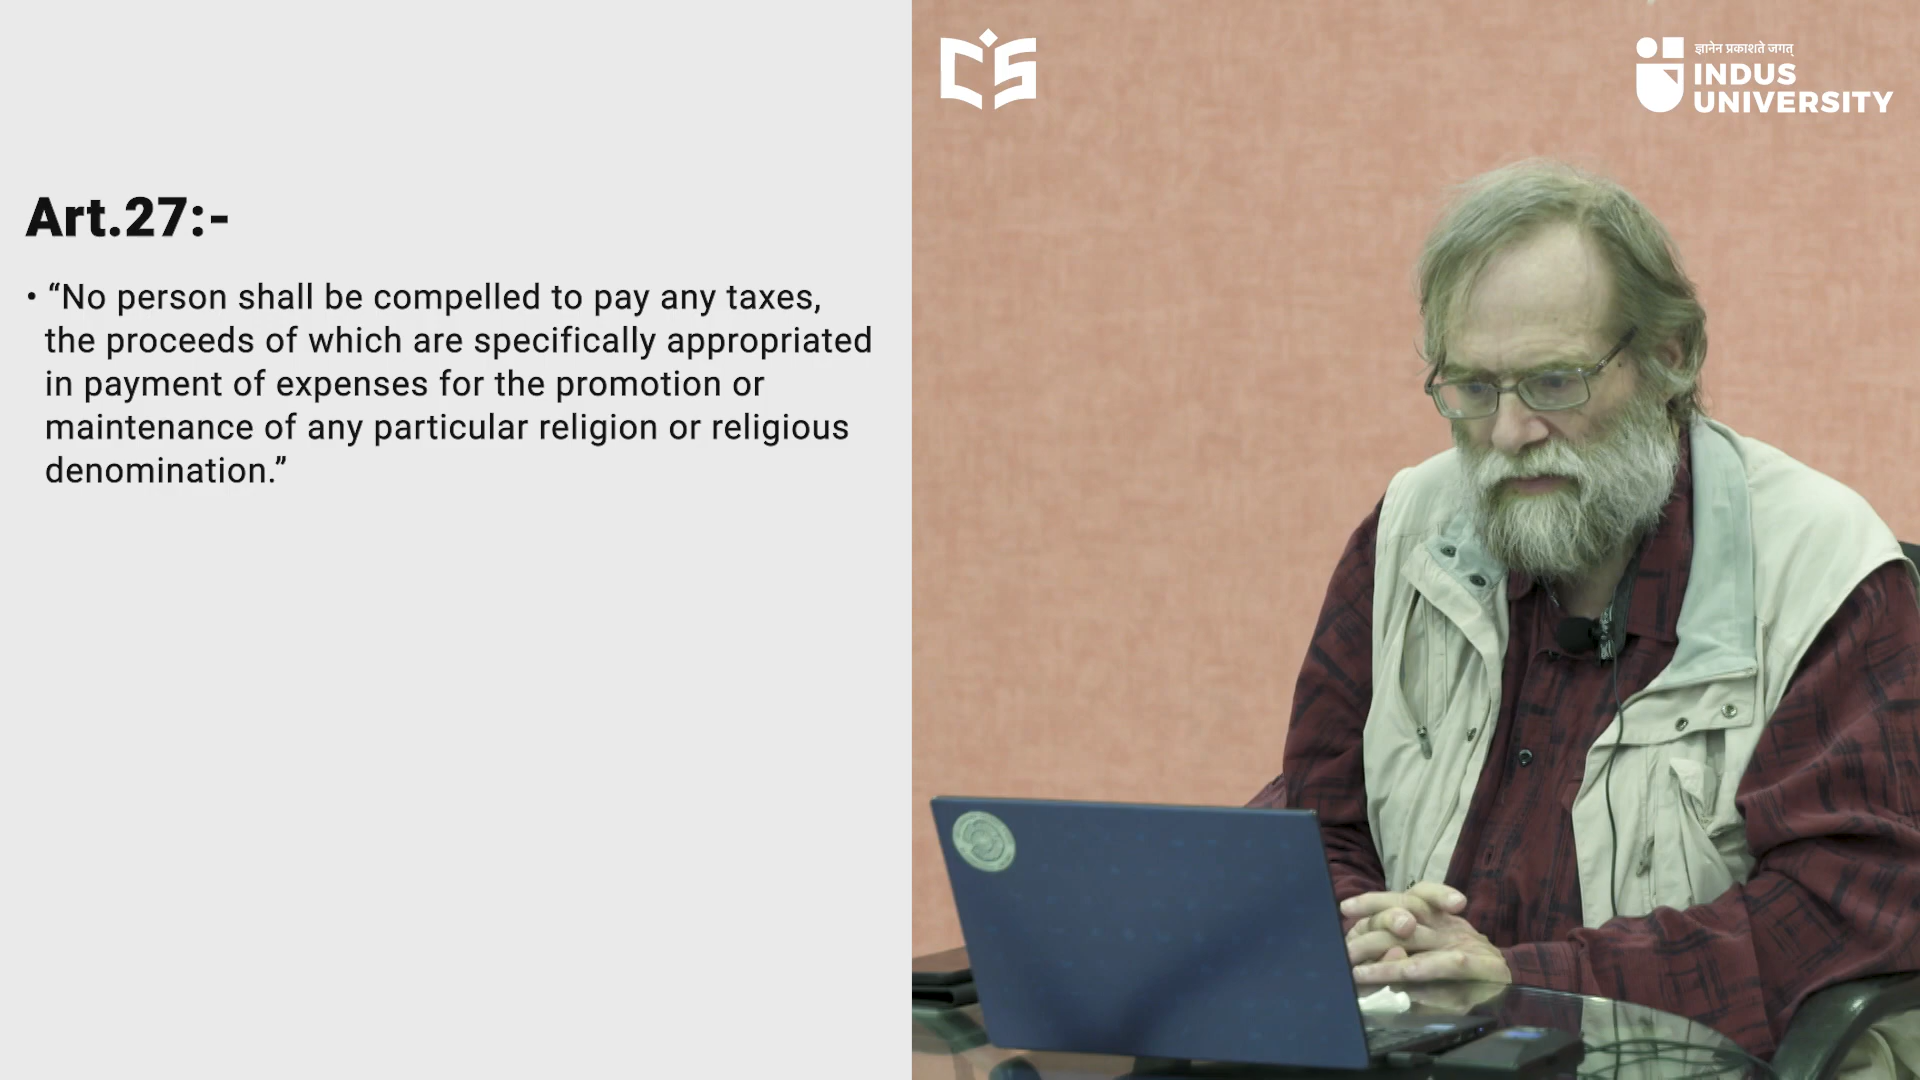 Art.27:-
• “No person shall be compelled to pay any taxes,
the proceeds of which are specifically appropriated
in payment of expenses for the promotion or
maintenance of any particular religion or religious
denomination.”
CIS
ज्ञानेन प्रकाशते जगत्
INDUS
UNIVERSITY